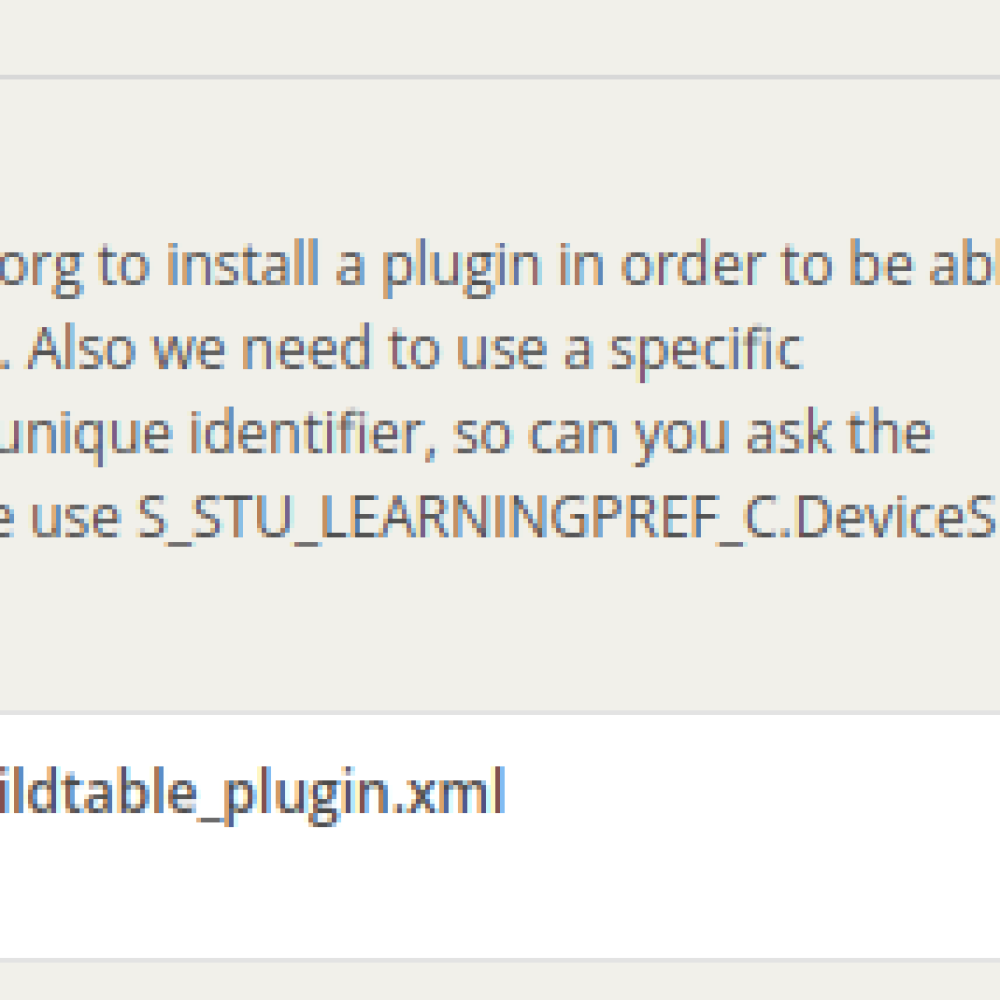 org to install a plugin in order to be abl
. Also we need to use a specific
unique identifier, so can you ask the
e use S_STU_LEARNINGPREF_C.DeviceS
ildtable_plugin.xml